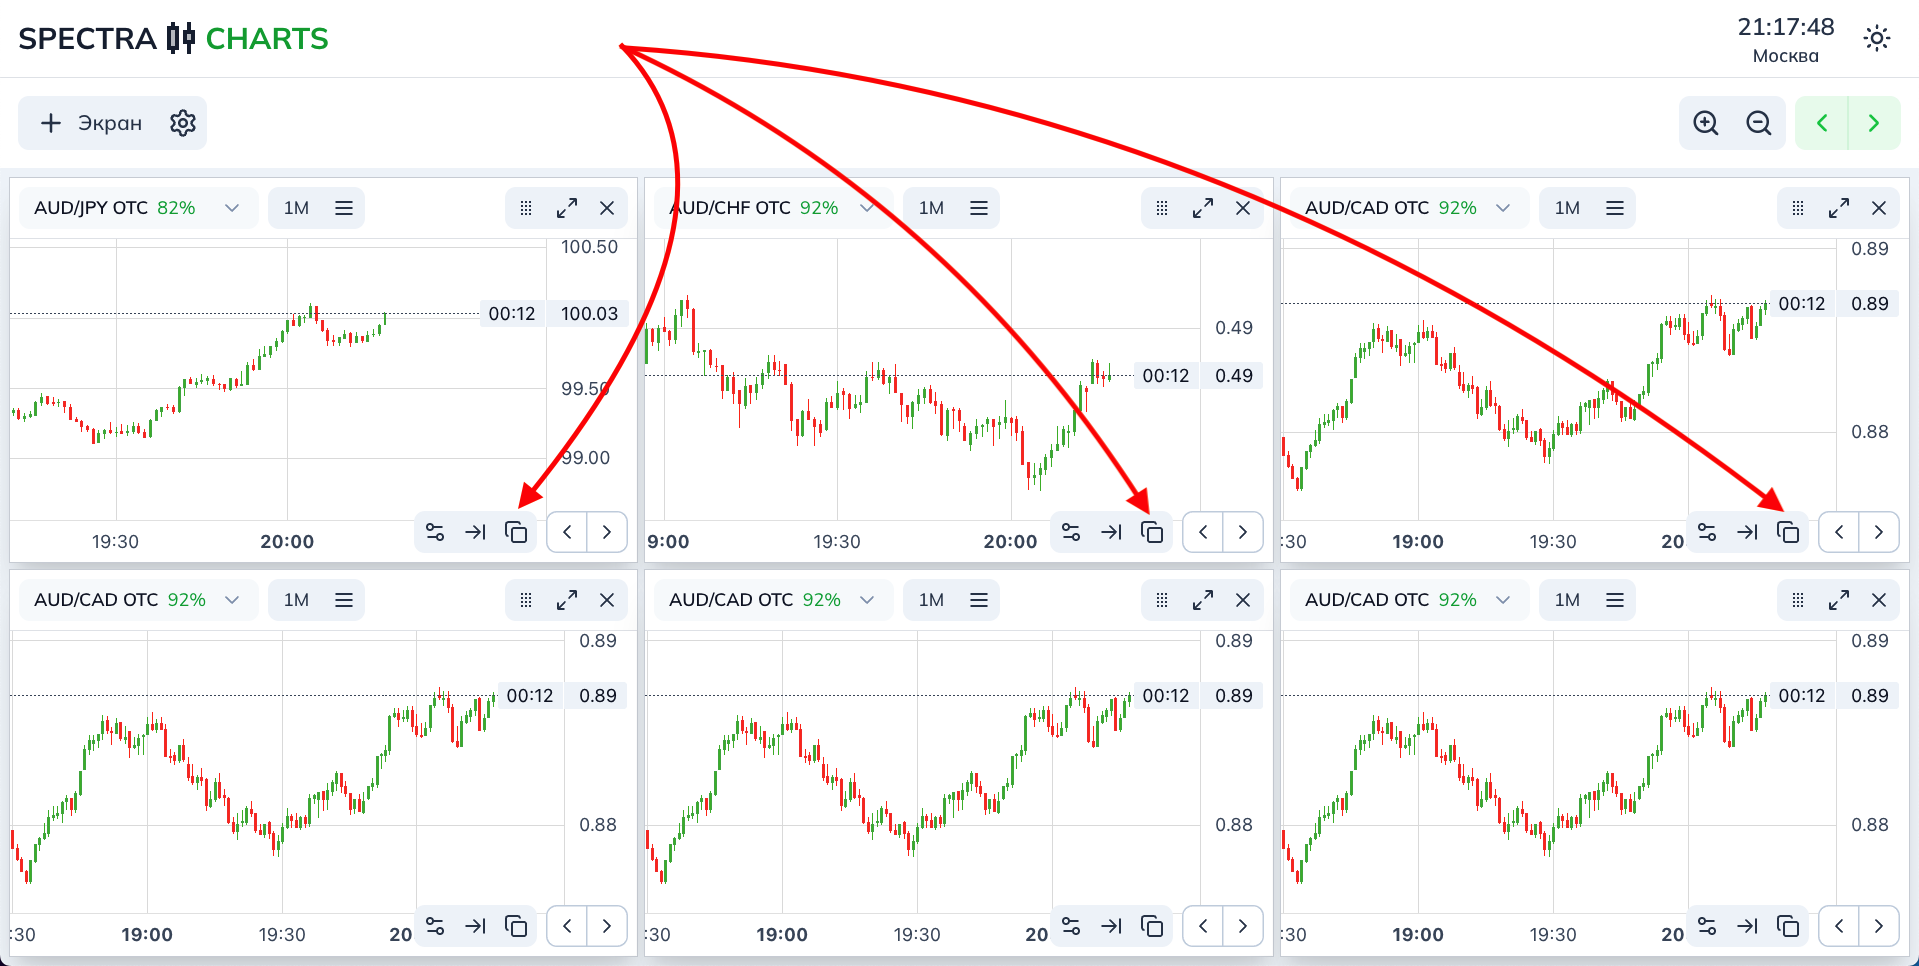 SPECTRA CHARTS
21:17:48
Москва
Экран
AUD/JPY OTC 82% 1M
100.50
00:12 100.03
99.50
99.00
19:30 20:00
AUD/CHF OTC 92% 1M
0.49
00:12 0.49
9:00 19:30 20:00
AUD/CAD OTC 92% 1M
0.89
00:12 0.89
0.88
:30 19:00 19:30 20
AUD/CAD OTC 92% 1M
0.89
00:12 0.89
0.88
:30 19:00 19:30 20
AUD/CAD OTC 92% 1M
0.89
00:12 0.89
0.88
:30 19:00 19:30 20
AUD/CAD OTC 92% 1M
0.89
00:12 0.89
0.88
:30 19:00 19:30 20